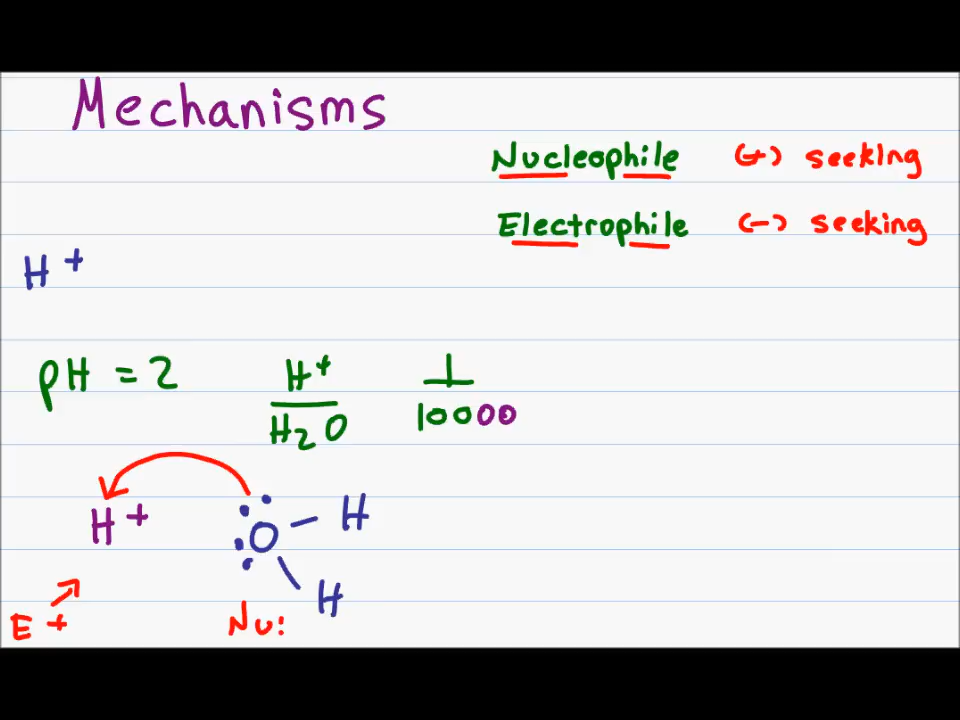 Mechanisms
Nucleophile (+) seeking
Electrophile (-) seeking
H +
pH = 2 H+ / H2O 1 / 10000
H + :O: - H
H
E + Nu: